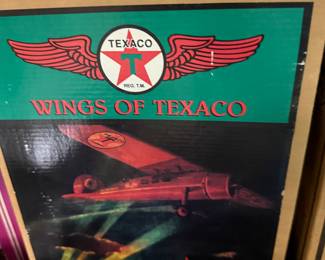 TEXACO
T
REG. T.M.
WINGS OF TEXACO